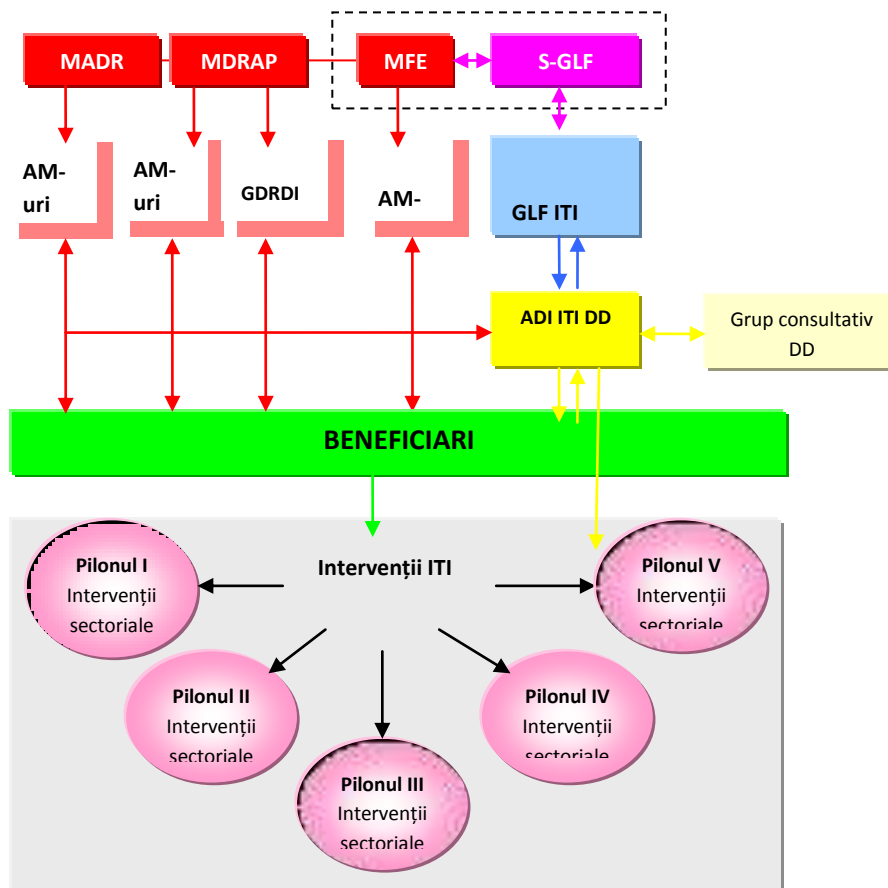 MADR
MDRAP
MFE
S-GLF
AM-
uri
AM-
uri
GDRDI
AM-
GLF ITI
ADI ITI DD
Grup consultativ
DD
BENEFICIARI
Intervenții ITI
Pilonul I
Intervenții
sectoriale
Pilonul V
Intervenții
sectoriale
Pilonul II
Intervenții
sectoriale
Pilonul IV
Intervenții
sectoriale
Pilonul III
Intervenții
sectoriale